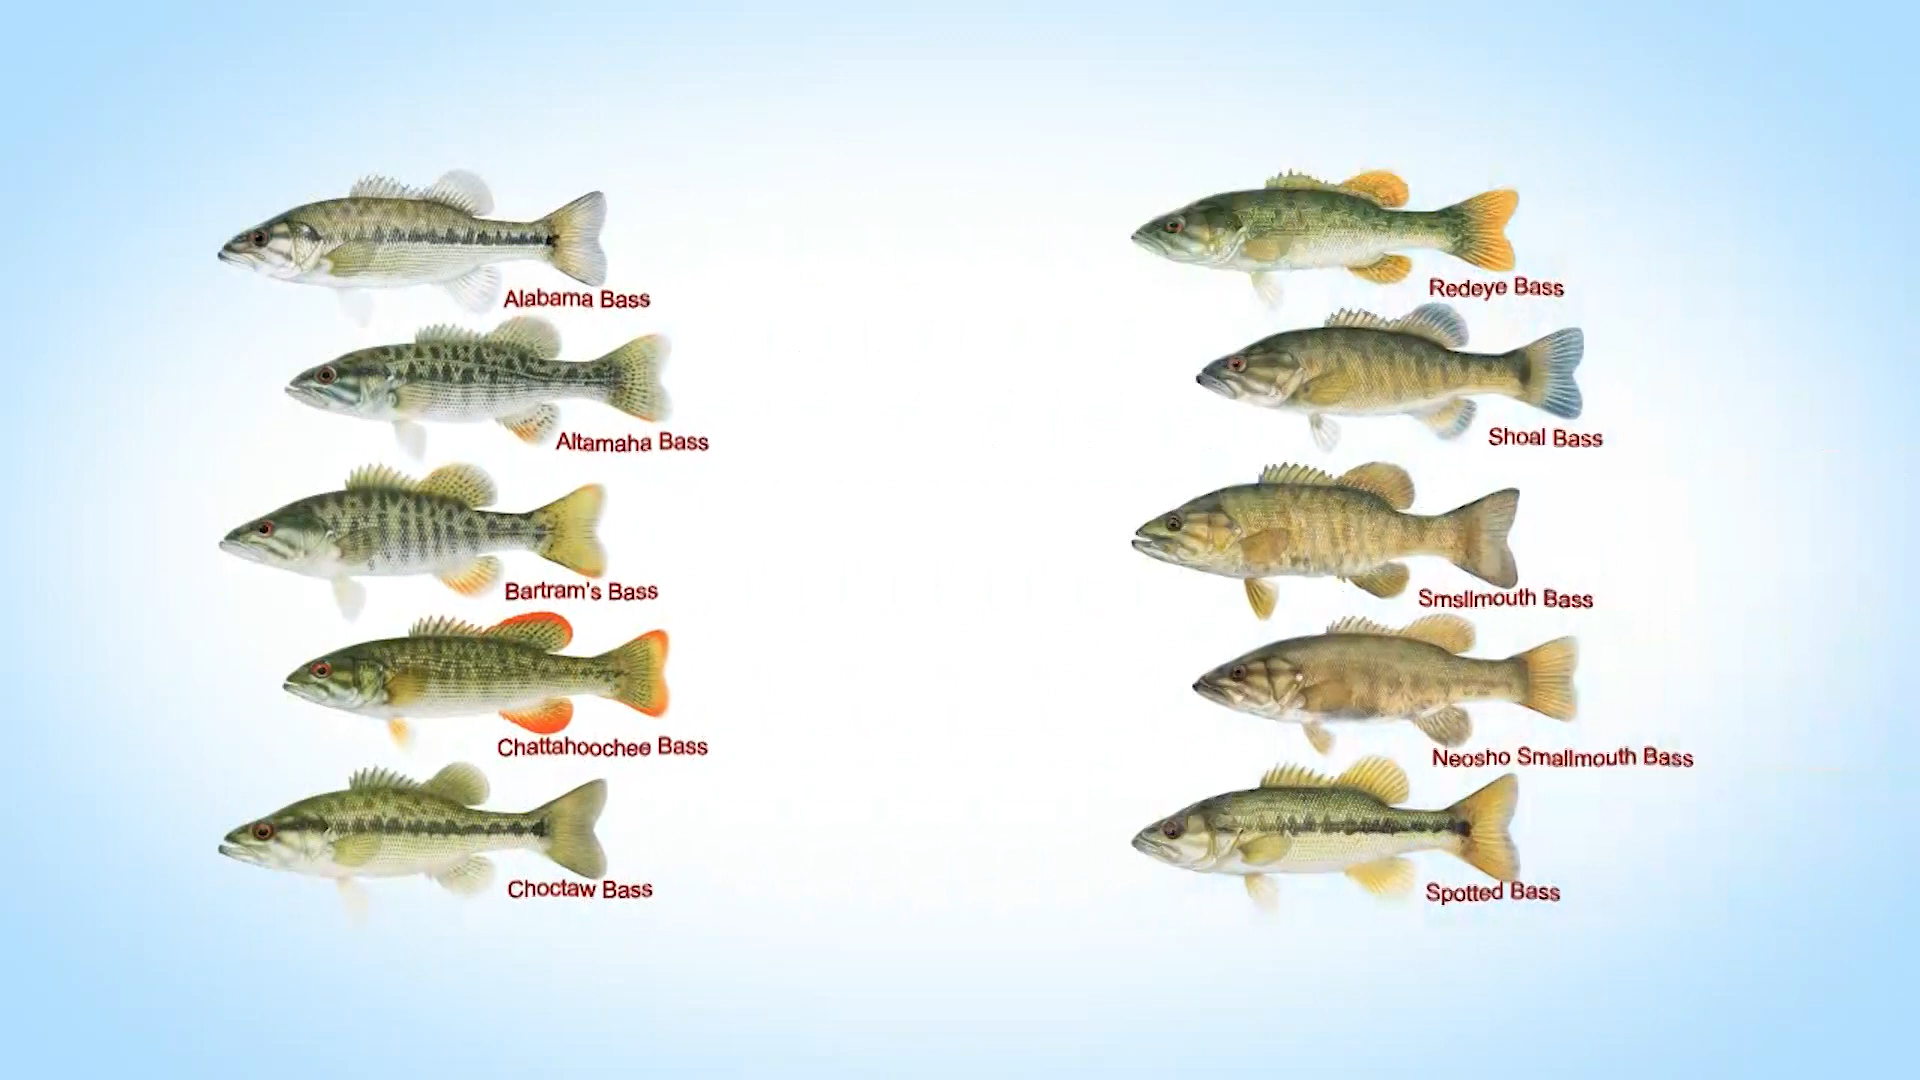 Alabama Bass
Altamaha Bass
Bartram's Bass
Chattahoochee Bass
Choctaw Bass
Redeye Bass
Shoal Bass
Smsllmouth Bass
Neosho Smallmouth Bass
Spotted Bass